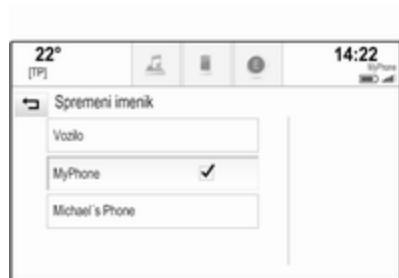 22°
14:22
[TP]
MyPhone
Spremeni imenik
Vozilo
MyPhone
Michael`s Phone